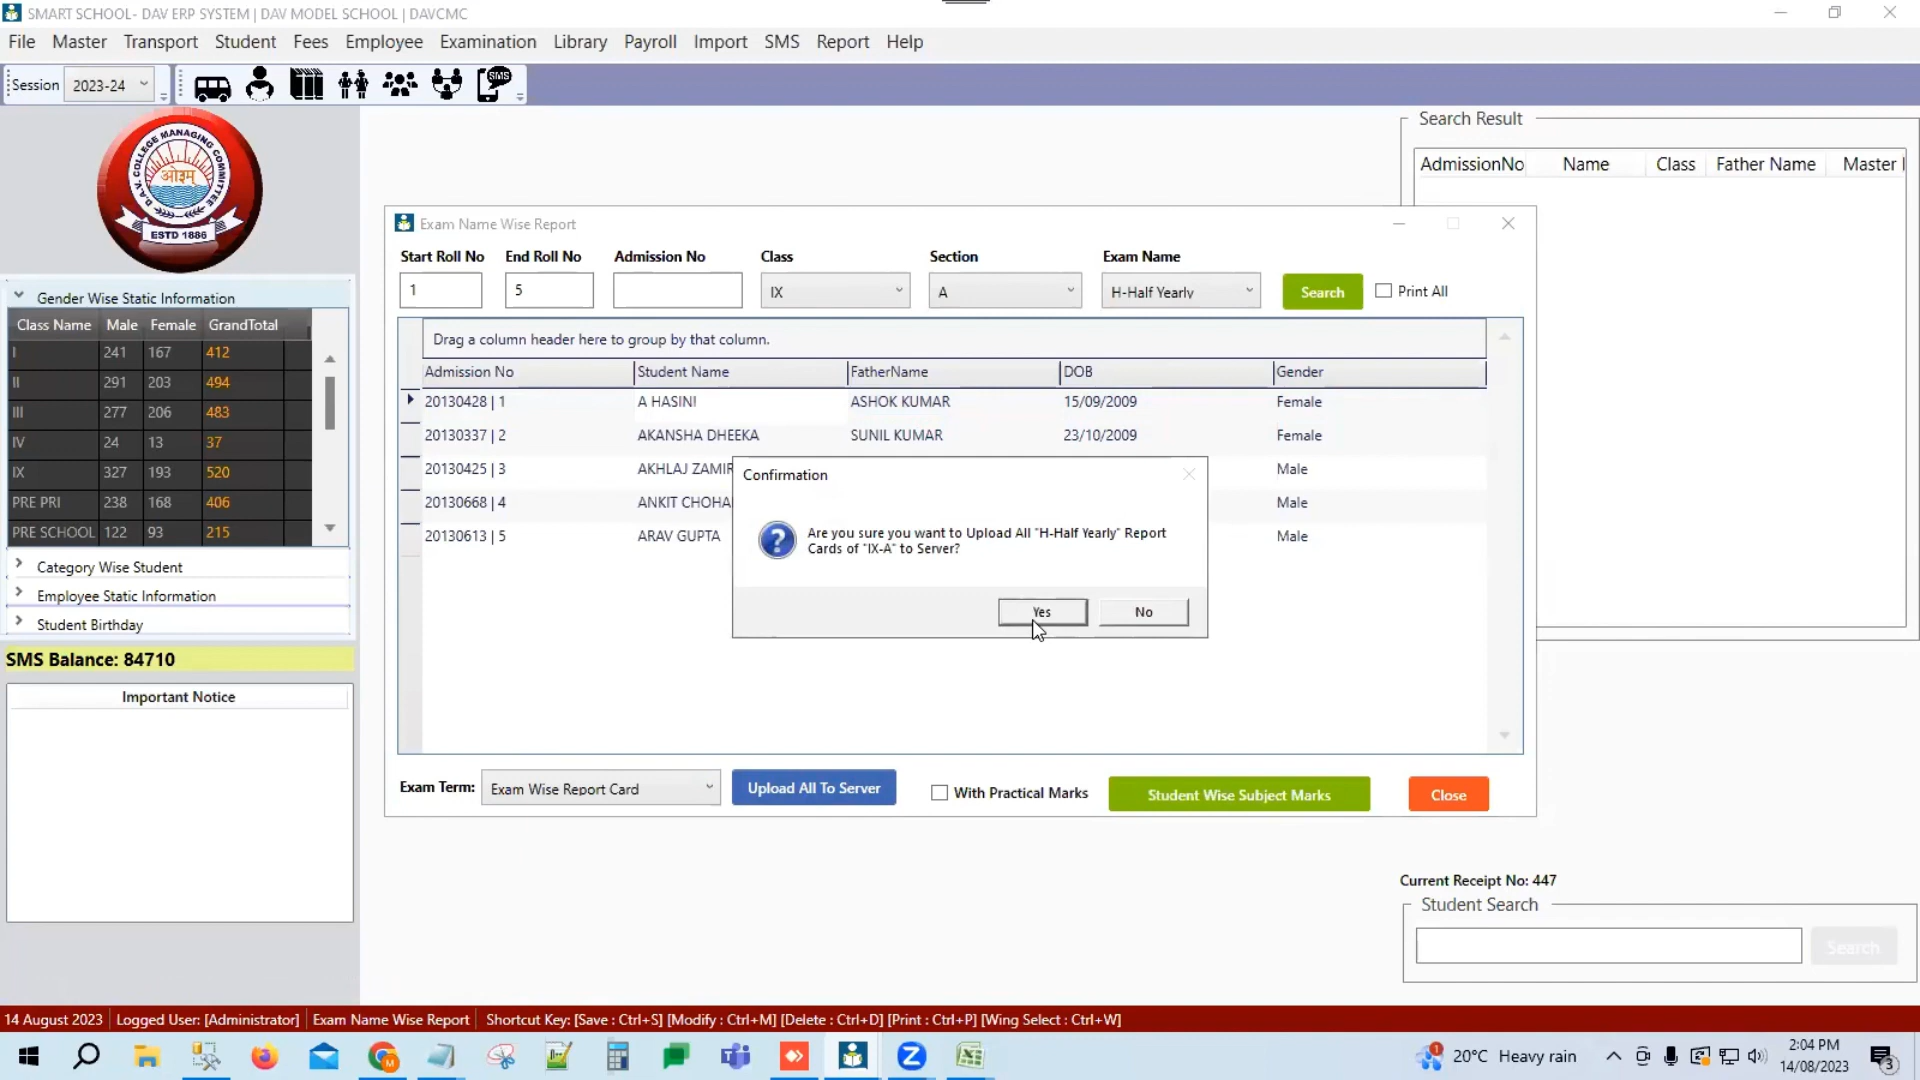 SMART SCHOOL- DAV ERP SYSTEM | DAV MODEL SCHOOL | DAVCMC
File Master Transport Student Fees Employee Examination Library Payroll Import SMS Report Help
Session 2023-24
SMS
D.A.V. COLLEGE MANAGING COMMITTEE
ओ३म्
ESTD 1886
Gender Wise Static Information
Class Name Male Female GrandTotal
I 241 167 412
II 291 203 494
III 277 206 483
IV 24 13 37
IX 327 193 520
PRE PRI 238 168 406
PRE SCHOOL 122 93 215
Category Wise Student
Employee Static Information
Student Birthday
SMS Balance: 84710
Important Notice
Search Result
AdmissionNo Name Class Father Name Master
Exam Name Wise Report
Start Roll No End Roll No Admission No Class Section Exam Name
1 5 IX A H-Half Yearly Search Print All
Drag a column header here to group by that column.
Admission No Student Name FatherName DOB Gender
20130428 | 1 A HASINI ASHOK KUMAR 15/09/2009 Female
20130337 | 2 AKANSHA DHEEKA SUNIL KUMAR 23/10/2009 Female
20130425 | 3 AKHLAJ ZAMIR Male
20130668 | 4 ANKIT CHOHA Male
20130613 | 5 ARAV GUPTA Male
Confirmation
Are you sure you want to Upload All "H-Half Yearly" Report
Cards of "IX-A" to Server?
Yes No
Exam Term: Exam Wise Report Card Upload All To Server With Practical Marks Student Wise Subject Marks Close
Current Receipt No: 447
Student Search
Search
14 August 2023 Logged User: [Administrator] Exam Name Wise Report Shortcut Key: [Save : Ctrl+S] [Modify : Ctrl+M] [Delete : Ctrl+D] [Print : Ctrl+P] [Wing Select : Ctrl+W]
20°C Heavy rain
2:04 PM
14/08/2023
3